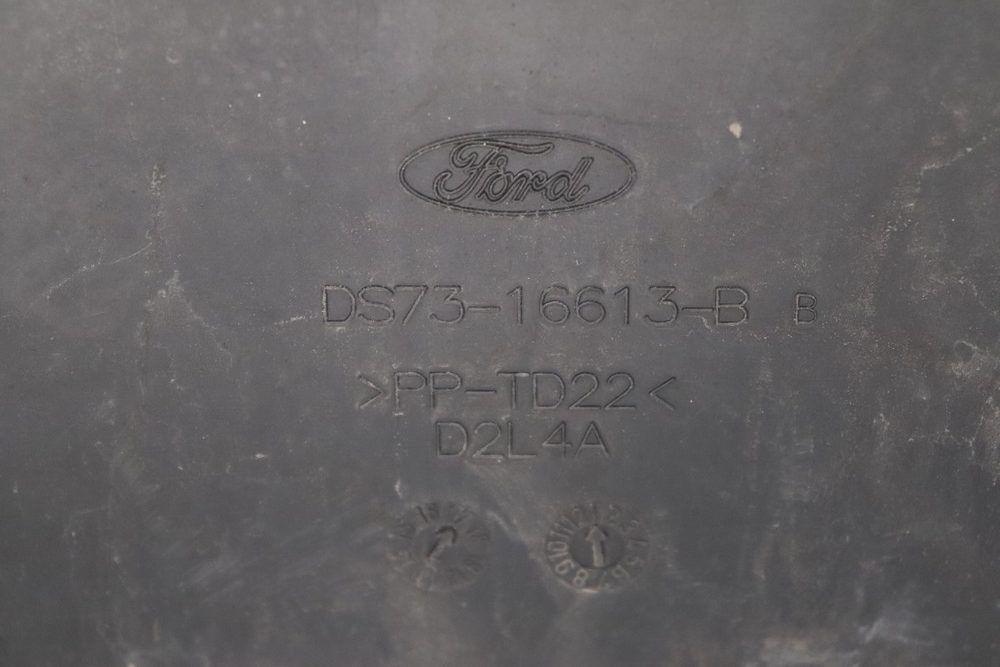 Ford
DS73-16613-B B
>PP-TD22<
D2L4A